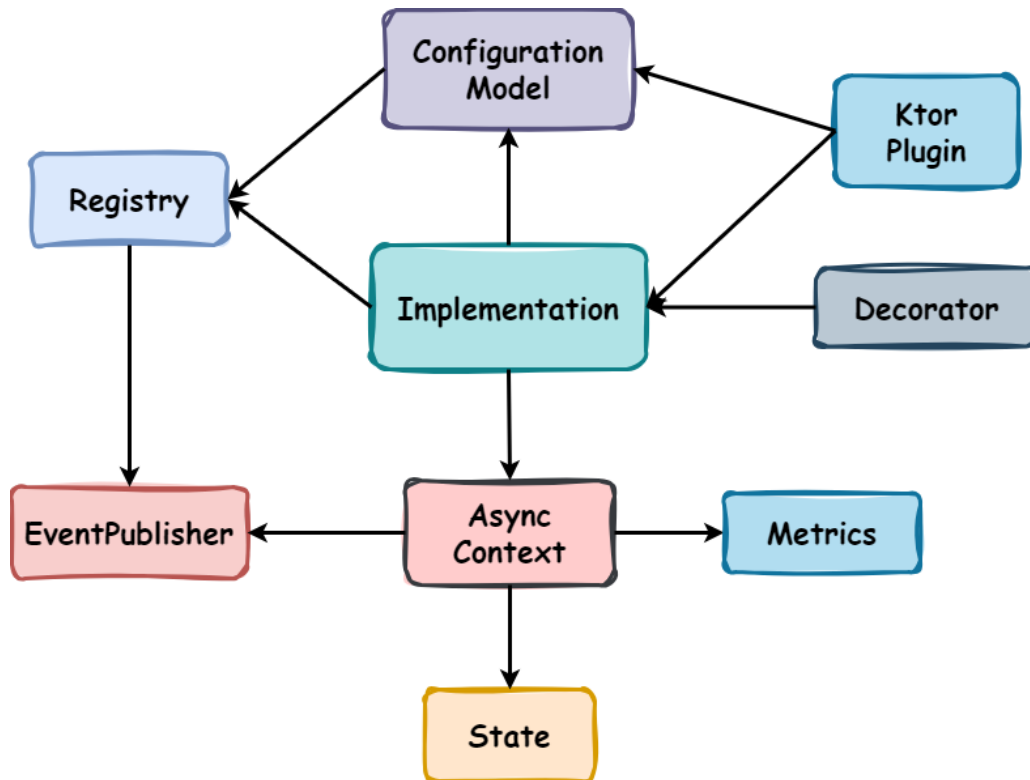 Configuration
Model
Ktor
Plugin
Registry
Implementation
Decorator
EventPublisher
Async
Context
Metrics
State